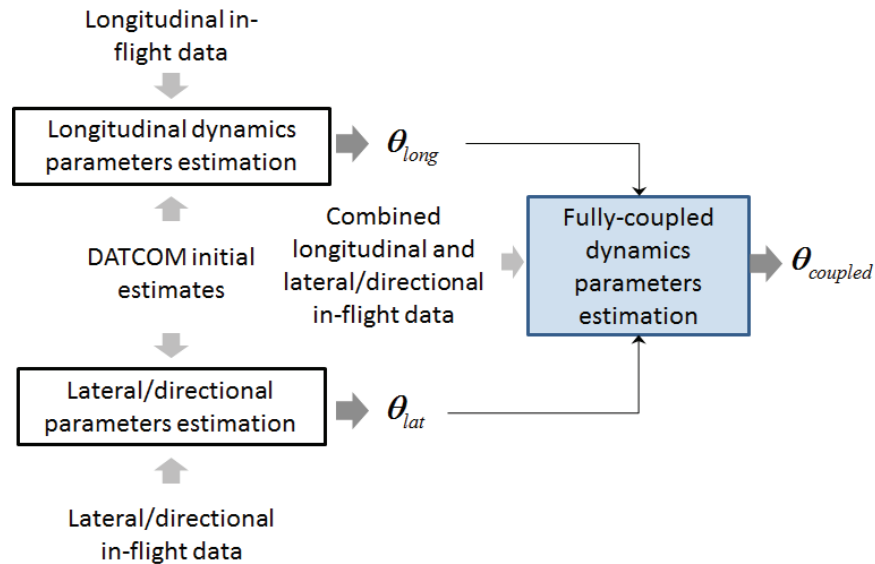 Longitudinal in-
flight data
Longitudinal dynamics
parameters estimation
θlong
DATCOM initial
estimates
Combined
longitudinal and
lateral/directional
in-flight data
Fully-coupled
dynamics
parameters
estimation
θcoupled
Lateral/directional
parameters estimation
θlat
Lateral/directional
in-flight data